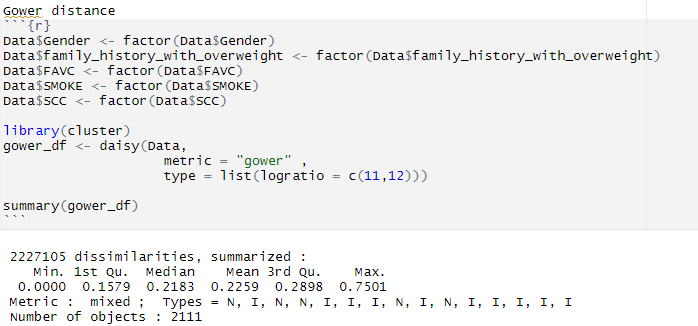 Gower distance
```{r}
Data$Gender <- factor(Data$Gender)
Data$family_history_with_overweight <- factor(Data$family_history_with_overweight)
Data$FAVC <- factor(Data$FAVC)
Data$SMOKE <- factor(Data$SMOKE)
Data$SCC <- factor(Data$SCC)

library(cluster)
gower_df <- daisy(Data,
                    metric = "gower" ,
                    type = list(logratio = c(11,12)))

summary(gower_df)
```

2227105 dissimilarities, summarized :
   Min. 1st Qu.  Median    Mean 3rd Qu.    Max.
 0.0000  0.1579  0.2183  0.2259  0.2898  0.7501
Metric :  mixed ;  Types = N, I, N, N, I, I, I, N, I, N, I, I, I, I, I
Number of objects : 2111